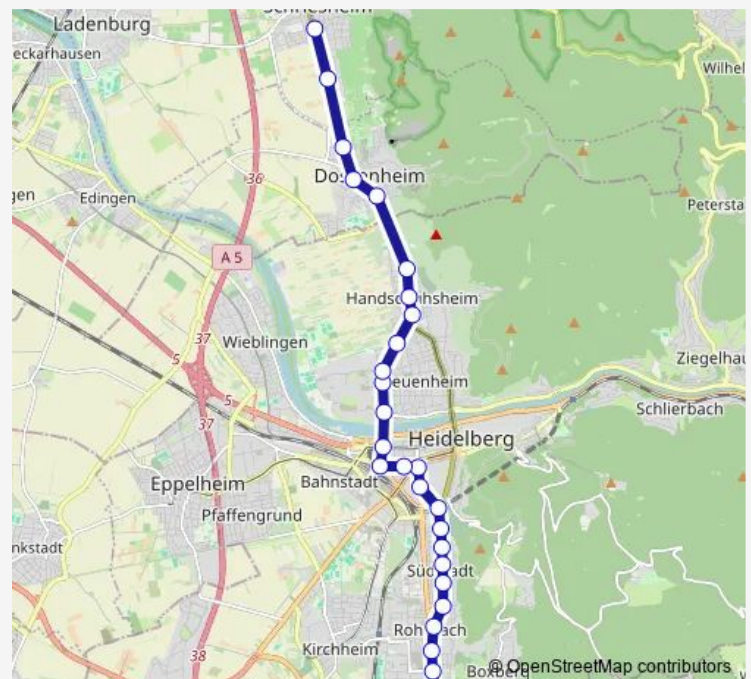 Ladenburg
Schriesheim
eckarhausen
Wilhel
36
Dossenheim
gen
Edingen
Petersta
A 5
Handschuhsheim
37
Wieblingen
5
Ziegelhau
5
Neuenheim
Schlierbach
37
Heidelberg
Eppelheim
Bahnstadt
Pfaffengrund
nkstadt
Südstadt
Rohrbach
Kirchheim
38
Boxberg
© OpenStreetMap contributors